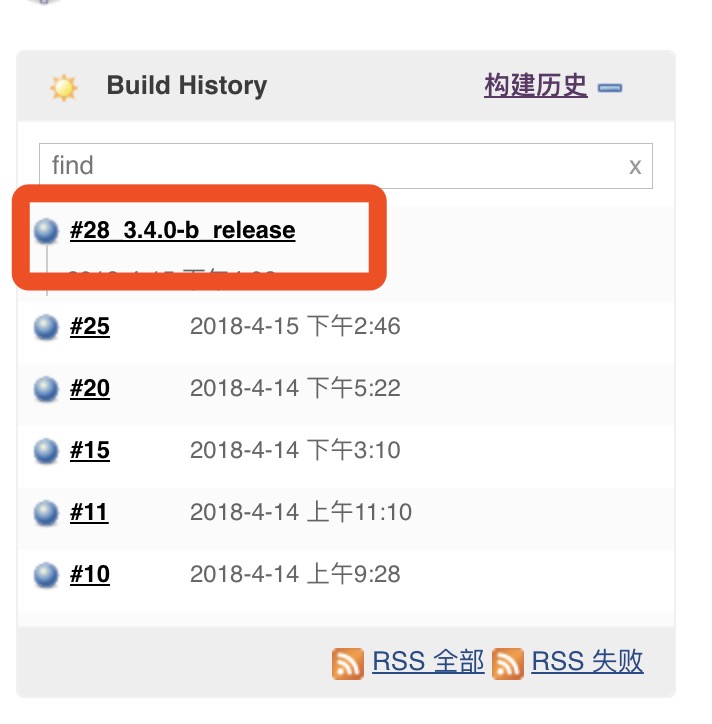 Build History 构建历史
find x
#28_3.4.0-b_release
#25 2018-4-15 下午2:46
#20 2018-4-14 下午5:22
#15 2018-4-14 下午3:10
#11 2018-4-14 上午11:10
#10 2018-4-14 上午9:28
RSS 全部 RSS 失败